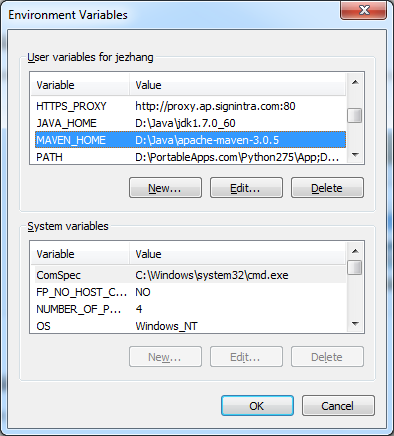 Environment Variables
User variables for jezhang
Variable Value
HTTPS_PROXY http://proxy.ap.signintra.com:80
JAVA_HOME D:\Java\jdk1.7.0_60
MAVEN_HOME D:\Java\apache-maven-3.0.5
PATH D:\PortableApps.com\Python275\App;D...
New... Edit... Delete
System variables
Variable Value
ComSpec C:\Windows\system32\cmd.exe
FP_NO_HOST_C... NO
NUMBER_OF_P... 4
OS Windows_NT
New... Edit... Delete
OK Cancel